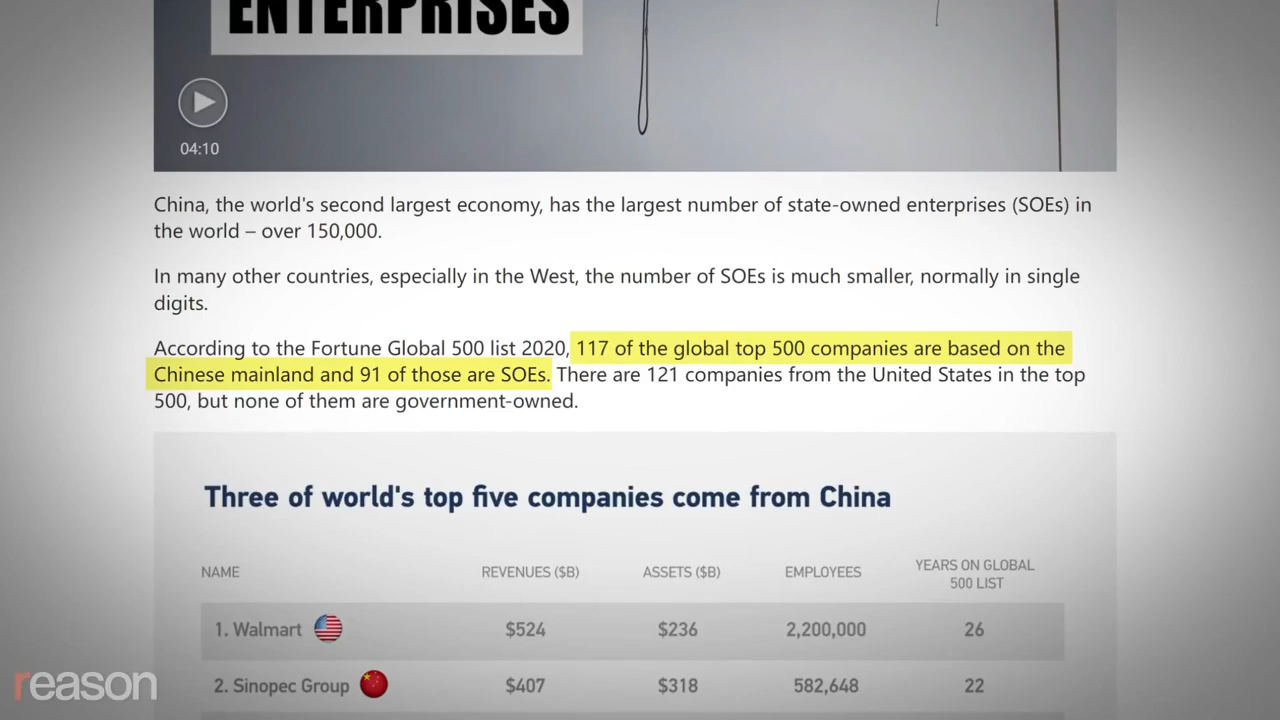 ENTERPRISES
04:10
China, the world's second largest economy, has the largest number of state-owned enterprises (SOEs) in
the world – over 150,000.
In many other countries, especially in the West, the number of SOEs is much smaller, normally in single
digits.
According to the Fortune Global 500 list 2020, 117 of the global top 500 companies are based on the
Chinese mainland and 91 of those are SOEs. There are 121 companies from the United States in the top
500, but none of them are government-owned.
Three of world's top five companies come from China
NAME REVENUES ($B) ASSETS ($B) EMPLOYEES YEARS ON GLOBAL
500 LIST
1. Walmart $524 $236 2,200,000 26
2. Sinopec Group $407 $318 582,648 22
reason